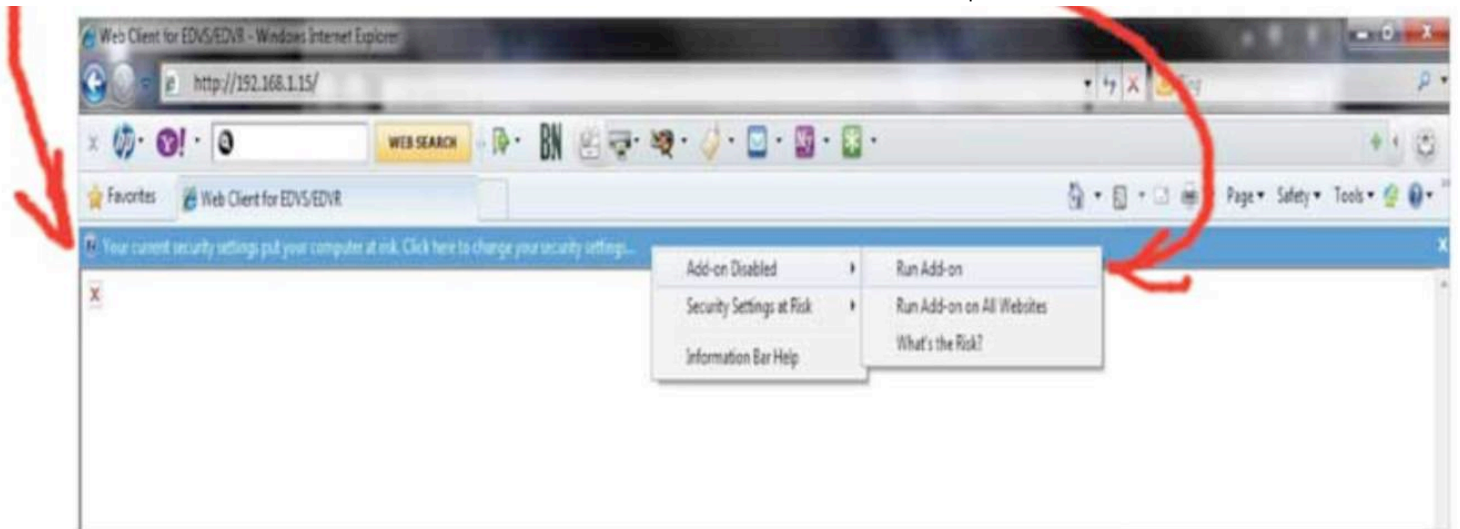 Web Client for EDVS/EDVR - Windows Internet Explorer
http://192.168.1.15/
WEB SEARCH
BN
Favorites
Web Client for EDVS/EDVR
Page Safety Tools
Your current security settings put your computer at risk. Click here to change your security settings...
Add-on Disabled
Security Settings at Risk
Information Bar Help
Run Add-on
Run Add-on on All Websites
What's the Risk?